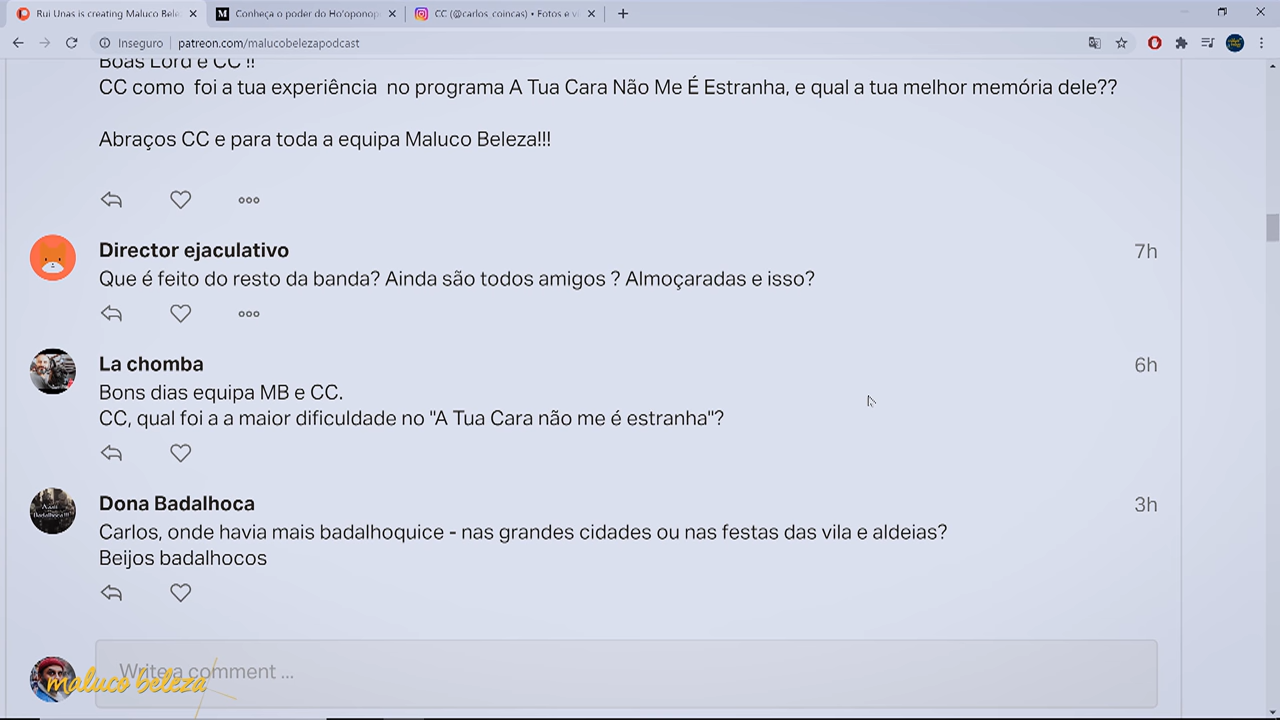 Rui Unas is creating Maluco Bele
Conheça o poder do Ho'oponop
CC (@carlos_coincas) • Fotos e v
Inseguro
patreon.com/malucobelezapodcast
Boas Lord e CC !!
CC como foi a tua experiência no programa A Tua Cara Não Me É Estranha, e qual a tua melhor memória dele??
Abraços CC e para toda a equipa Maluco Beleza!!!
Director ejaculativo
7h
Que é feito do resto da banda? Ainda são todos amigos ? Almoçaradas e isso?
La chomba
6h
Bons dias equipa MB e CC.
CC, qual foi a a maior dificuldade no "A Tua Cara não me é estranha"?
Dona Badalhoca
3h
Carlos, onde havia mais badalhoquice - nas grandes cidades ou nas festas das vila e aldeias?
Beijos badalhocos
Write a comment ...
maluco beleza